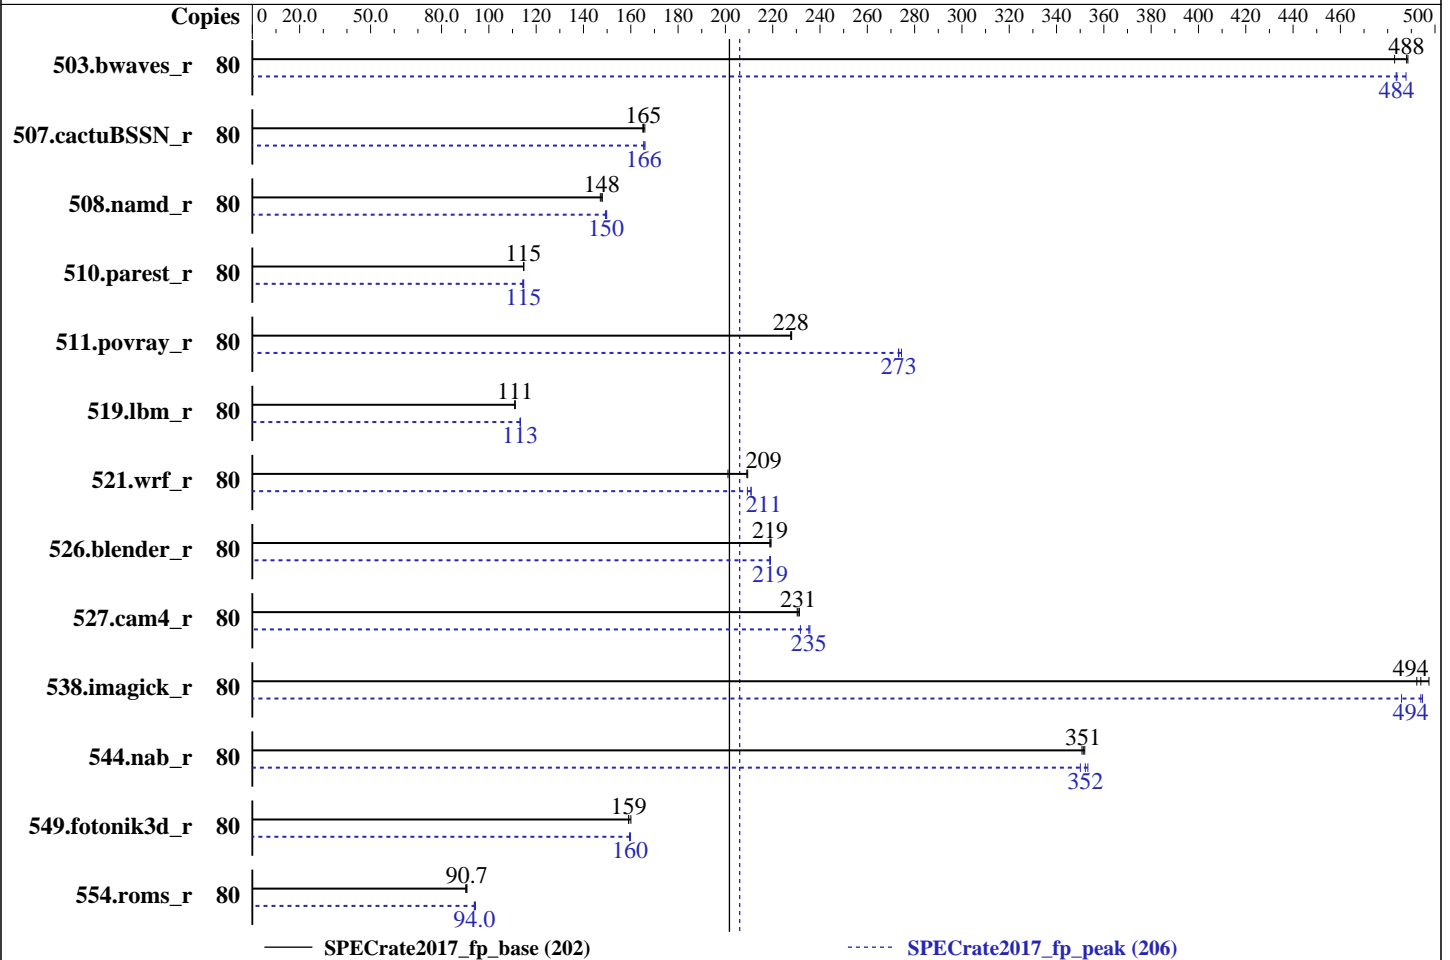 Copies 0 20.0 50.0 80.0 100 120 140 160 180 200 220 240 260 280 300 320 340 360 380 400 420 440 460 500
503.bwaves_r 80 488
484
507.cactuBSSN_r 80 165
166
508.namd_r 80 148
150
510.parest_r 80 115
115
511.povray_r 80 228
273
519.lbm_r 80 111
113
521.wrf_r 80 209
211
526.blender_r 80 219
219
527.cam4_r 80 231
235
538.imagick_r 80 494
494
544.nab_r 80 351
352
549.fotonik3d_r 80 159
160
554.roms_r 80 90.7
94.0
SPECrate2017_fp_base (202) SPECrate2017_fp_peak (206)